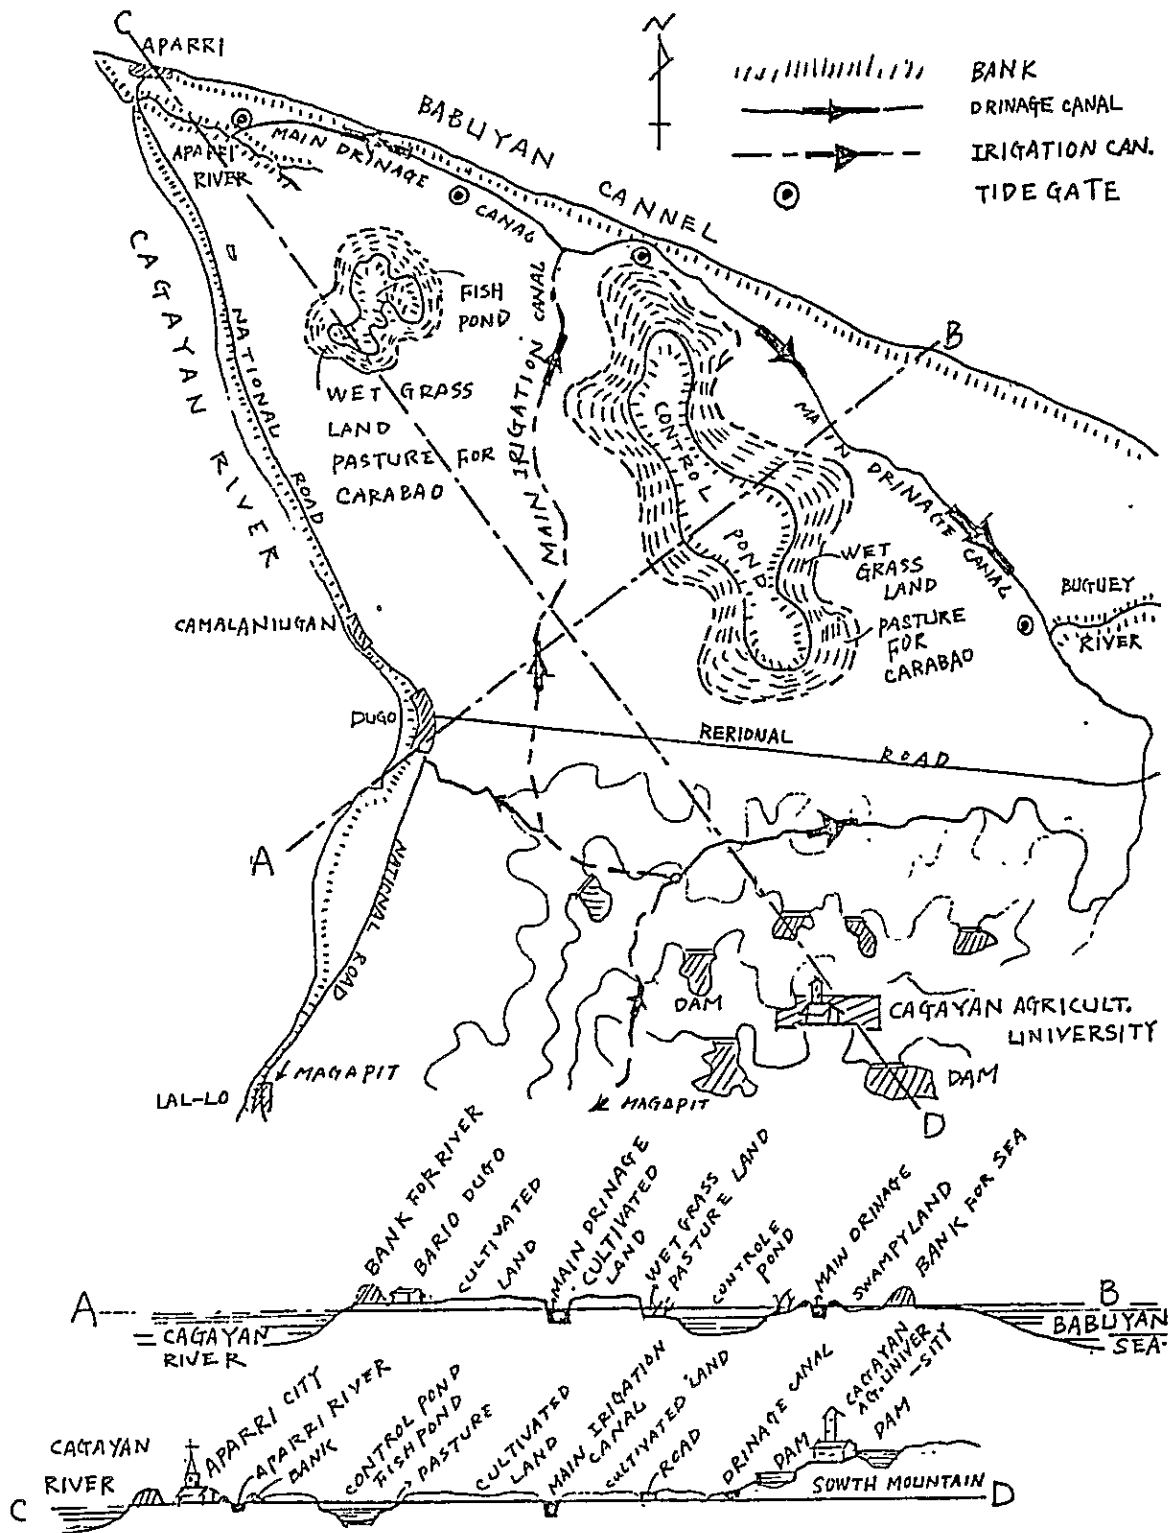 C
APARRI
N
BANK
DRINAGE CANAL
IRIGATION CAN.
TIDE GATE
BABUYAN CANNEL
MAIN DRINAGE CANAL
APARRI
RIVER
CAGAYAN RIVER
NATIONAL ROAD
FISH
POND
WET GRASS
LAND
PASTURE FOR
CARABAO
MAIN IRIGATION CANAL
B
CONTROL POND
MAIN DRINAGE CANAL
WET
GRASS
LAND
BUGUEY
RIVER
PASTURE
FOR
CARABAO
CAMALANIUGAN
DUGO
RERIONAL ROAD
A
NATIONAL ROAD
DAM
CAGAYAN AGRICULT.
UNIVERSITY
MAGAPIT
LAL-LO
MAGAPIT
DAM
D
BANK FOR RIVER
BARIO DUGO
CULTIVATED
LAND
MAIN DRINAGE
CULTIVATED
LAND
WET GRASS
PASTURE LAND
CONTROLE
POND
MAIN DRINAGE
SWAMPYLAND
BANK FOR SEA
A
B
CAGAYAN
RIVER
BABUYAN
SEA.
CAGAYAN
RIVER
APARRI CITY
APARRI RIVER
BANK
CONTROL POND
FISHPOND
PASTURE
CULTIVATED
LAND
MAIN IRIGATION
CANAL
CULTIVATED LAND
ROAD
DRINAGE CANAL
DAM
CAGAYAN
AG. UNIVER
-SITY
DAM
SOWTH MOUNTAIN
C
D